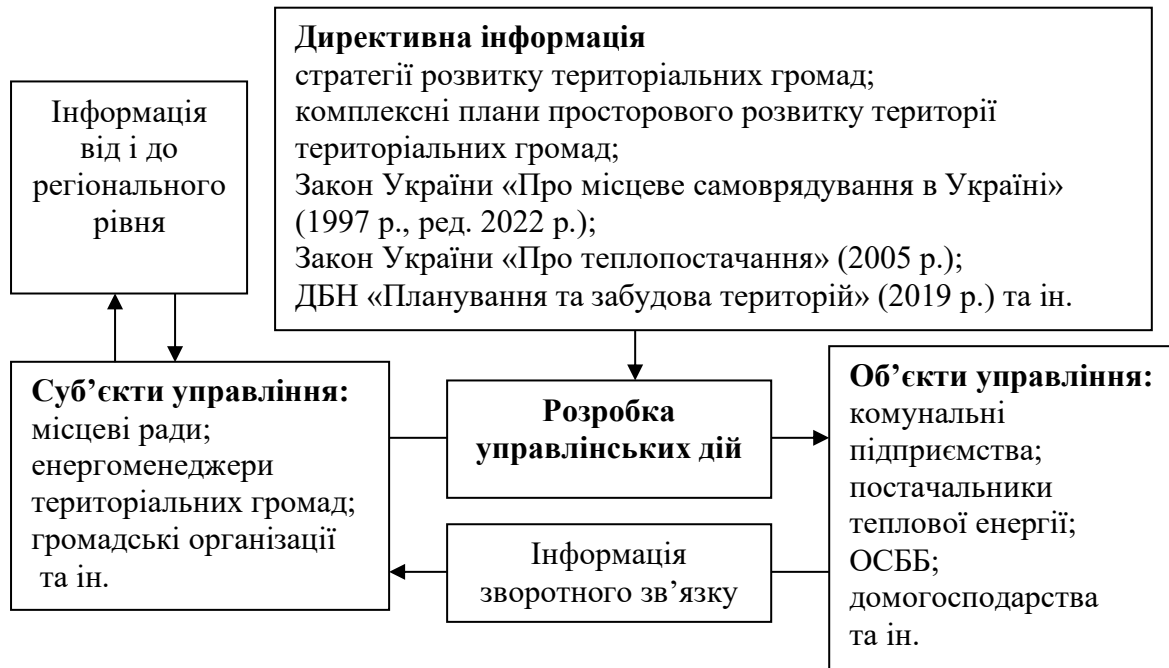 Директивна інформація
стратегії розвитку територіальних громад;
комплексні плани просторового розвитку території
територіальних громад;
Закон України «Про місцеве самоврядування в Україні»
(1997 р., ред. 2022 р.);
Закон України «Про теплопостачання» (2005 р.);
ДБН «Планування та забудова територій» (2019 р.) та ін.
Інформація
від і до
регіонального
рівня
Суб’єкти управління:
місцеві ради;
енергоменеджери
територіальних громад;
громадські організації
та ін.
Розробка
управлінських дій
Інформація
зворотного зв’язку
Об’єкти управління:
комунальні
підприємства;
постачальники
теплової енергії;
ОСББ;
домогосподарства
та ін.